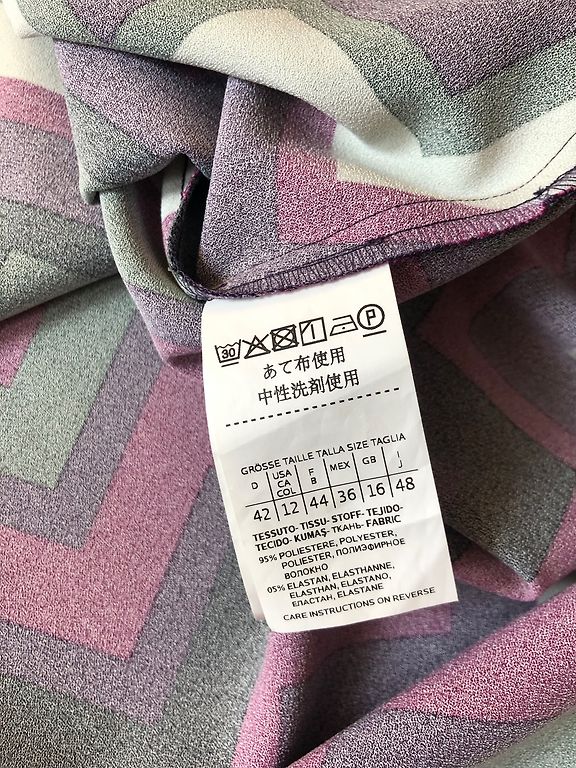 30 P
あて布使用
中性洗剤使用
GRÖSSE TAILLE TALLA SIZE TAGLIA
D USA CA COL F B MEX GB I J
42 12 44 36 16 48
TESSUTO-TISSU-STOFF-TEJIDO-
TECIDO-KUMAŞ-ТКАНЬ-FABRIC
95% POLIESTERE, POLYESTER,
POLIESTER, ПОЛИЭФИРНОЕ
ВОЛОКНО
05% ELASTAN, ELASTHANNE,
ELASTHAN, ELASTANO,
ЕЛАСТАН, ELASTANE
CARE INSTRUCTIONS ON REVERSE